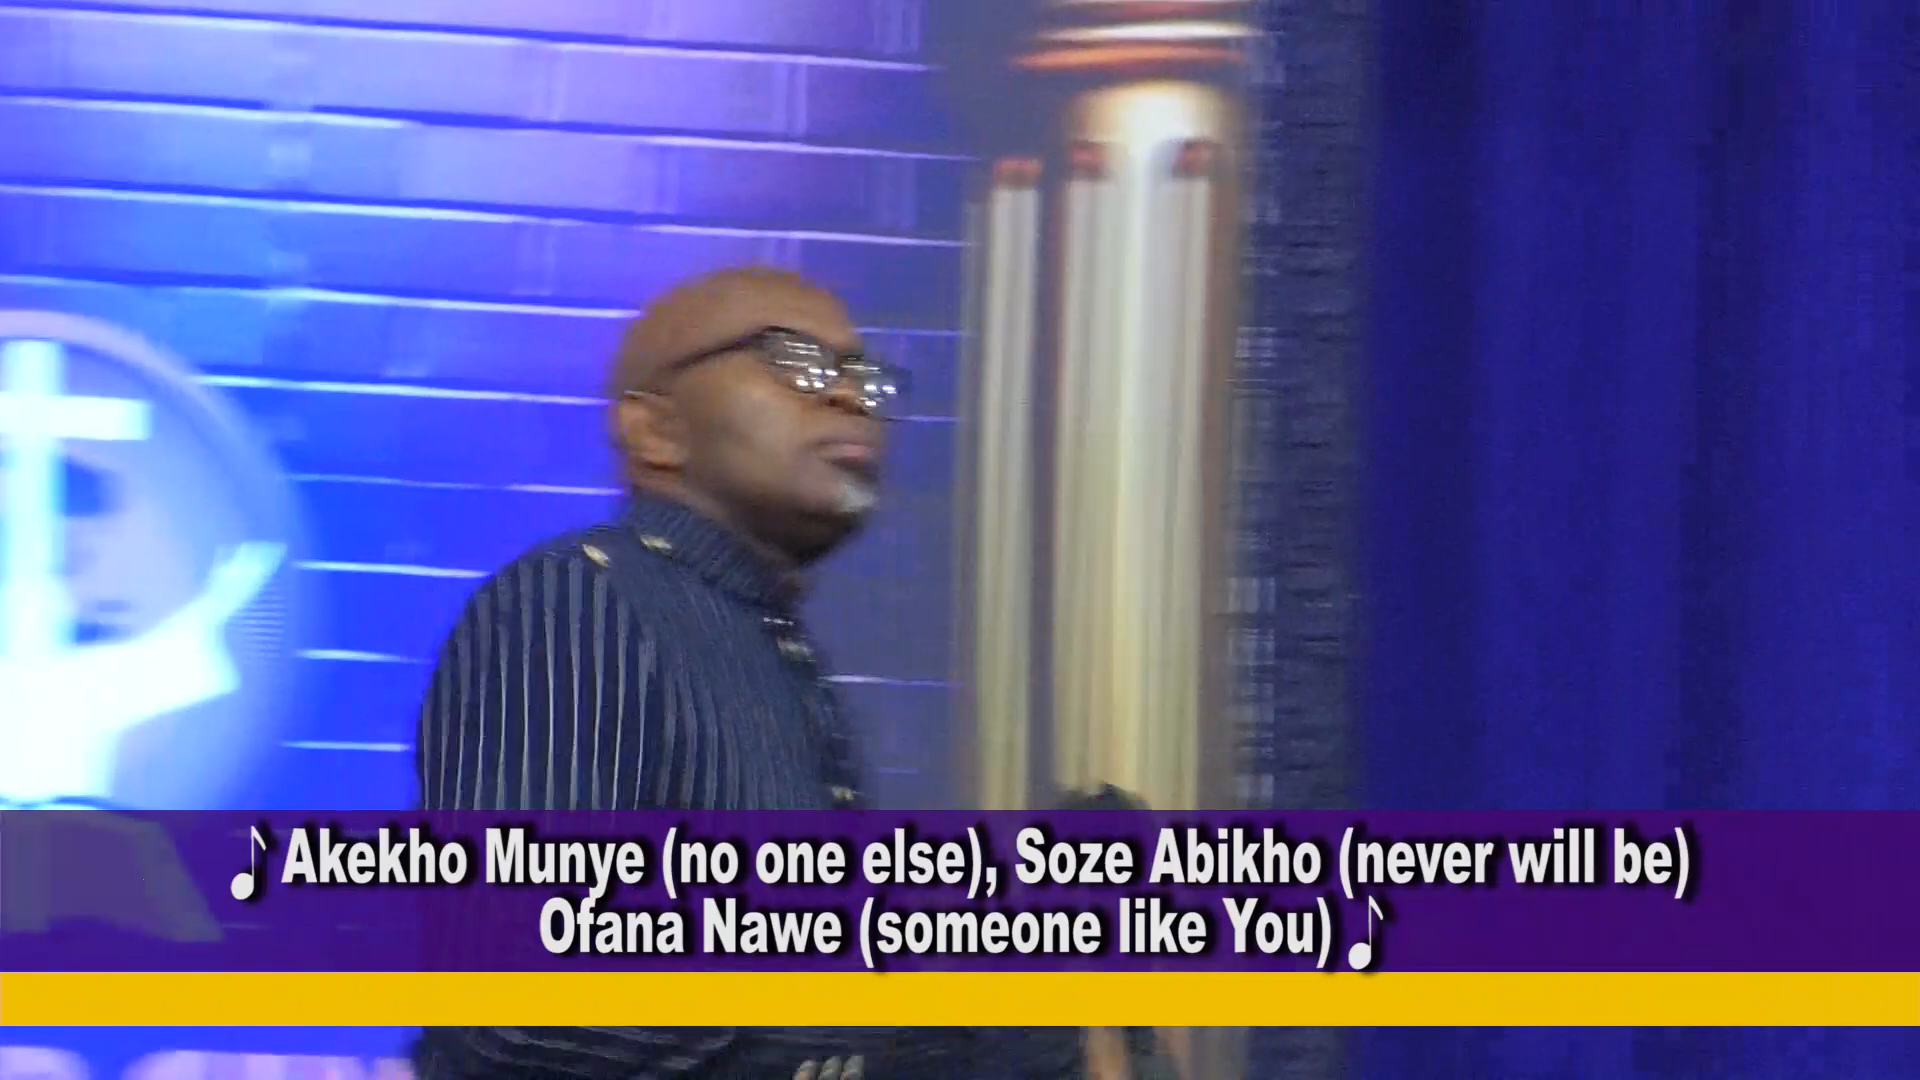 ♪ Akekho Munye (no one else), Soze Abikho (never will be)
Ofana Nawe (someone like You) ♪